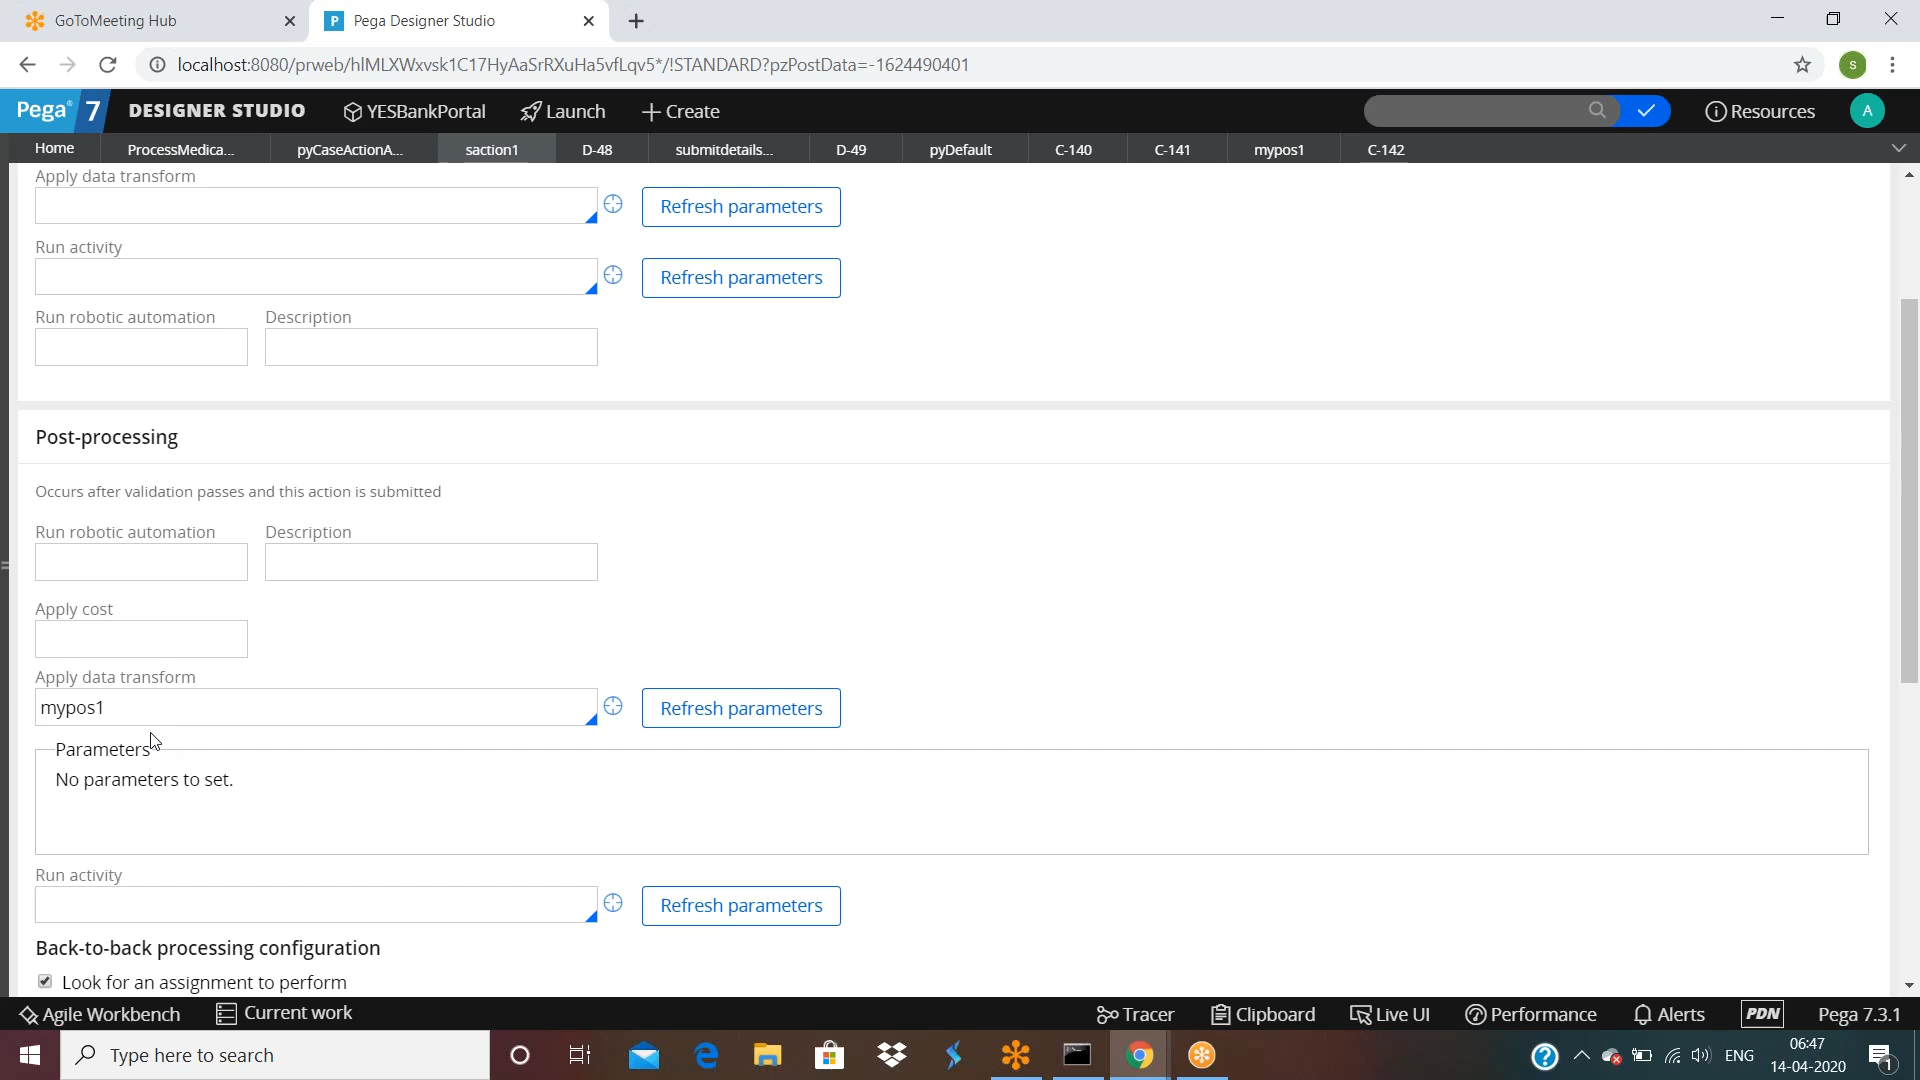 GoToMeeting Hub
Pega Designer Studio
localhost:8080/prweb/hIMLXWxvsk1C17HyAaSrRXuHa5vfLqv5*/!STANDARD?pzPostData=-1624490401
S
Pega 7 DESIGNER STUDIO YESBankPortal Launch Create Resources A
Home ProcessMedica... pyCaseActionA... saction1 D-48 submitdetails... D-49 pyDefault C-140 C-141 mypos1 C-142
Apply data transform
Refresh parameters
Run activity
Refresh parameters
Run robotic automation Description
Post-processing
Occurs after validation passes and this action is submitted
Run robotic automation Description
Apply cost
Apply data transform
mypos1 Refresh parameters
Parameters
No parameters to set.
Run activity
Refresh parameters
Back-to-back processing configuration
Look for an assignment to perform
Agile Workbench Current work Tracer Clipboard Live UI Performance Alerts PDN Pega 7.3.1
Type here to search
ENG
06:47
14-04-2020
1